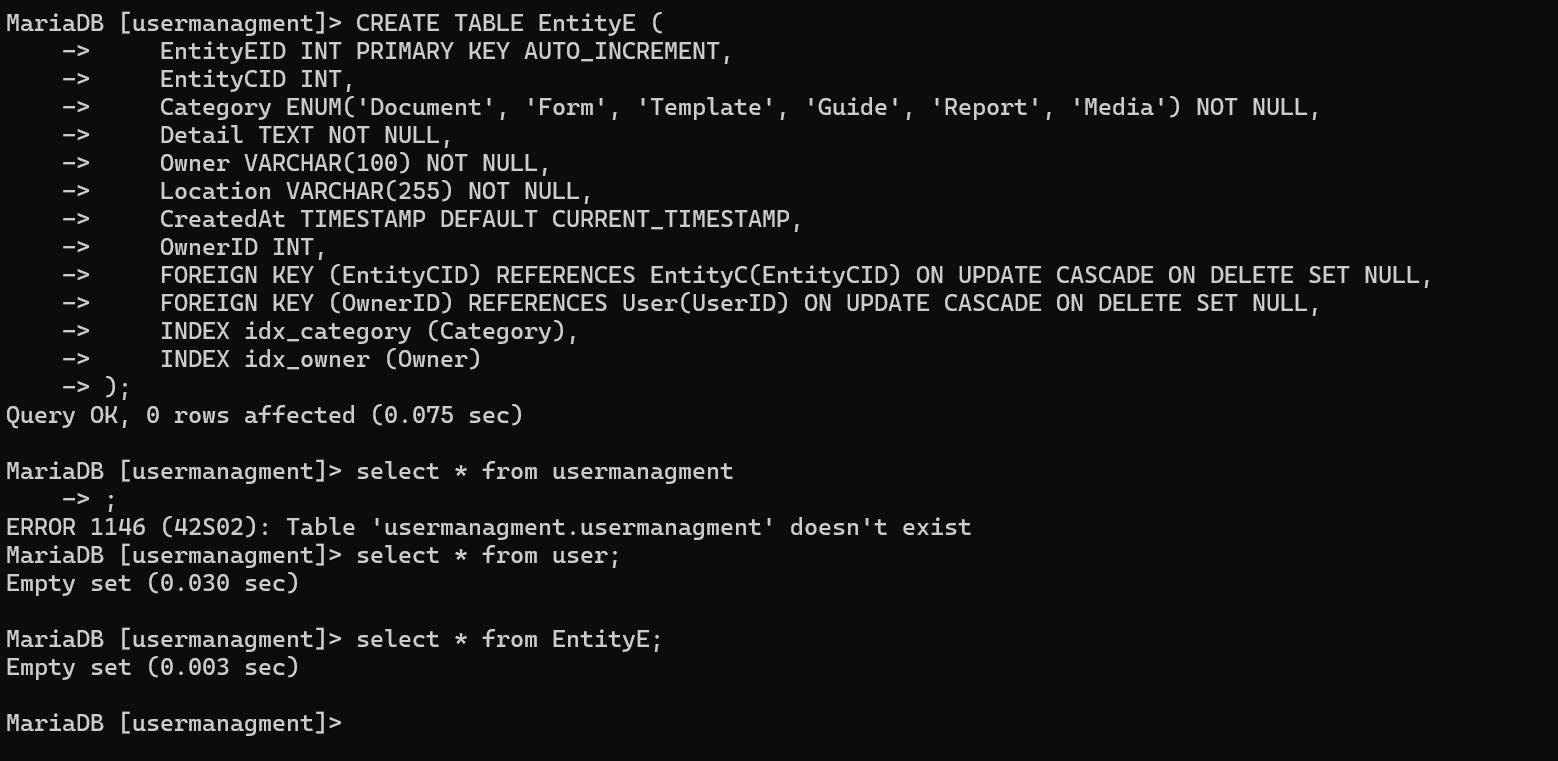 MariaDB [usermanagment]> CREATE TABLE EntityE (
    ->     EntityEID INT PRIMARY KEY AUTO_INCREMENT,
    ->     EntityCID INT,
    ->     Category ENUM('Document', 'Form', 'Template', 'Guide', 'Report', 'Media') NOT NULL,
    ->     Detail TEXT NOT NULL,
    ->     Owner VARCHAR(100) NOT NULL,
    ->     Location VARCHAR(255) NOT NULL,
    ->     CreatedAt TIMESTAMP DEFAULT CURRENT_TIMESTAMP,
    ->     OwnerID INT,
    ->     FOREIGN KEY (EntityCID) REFERENCES EntityC(EntityCID) ON UPDATE CASCADE ON DELETE SET NULL,
    ->     FOREIGN KEY (OwnerID) REFERENCES User(UserID) ON UPDATE CASCADE ON DELETE SET NULL,
    ->     INDEX idx_category (Category),
    ->     INDEX idx_owner (Owner)
    -> );
Query OK, 0 rows affected (0.075 sec)

MariaDB [usermanagment]> select * from usermanagment
    -> ;
ERROR 1146 (42S02): Table 'usermanagment.usermanagment' doesn't exist
MariaDB [usermanagment]> select * from user;
Empty set (0.030 sec)

MariaDB [usermanagment]> select * from EntityE;
Empty set (0.003 sec)

MariaDB [usermanagment]>